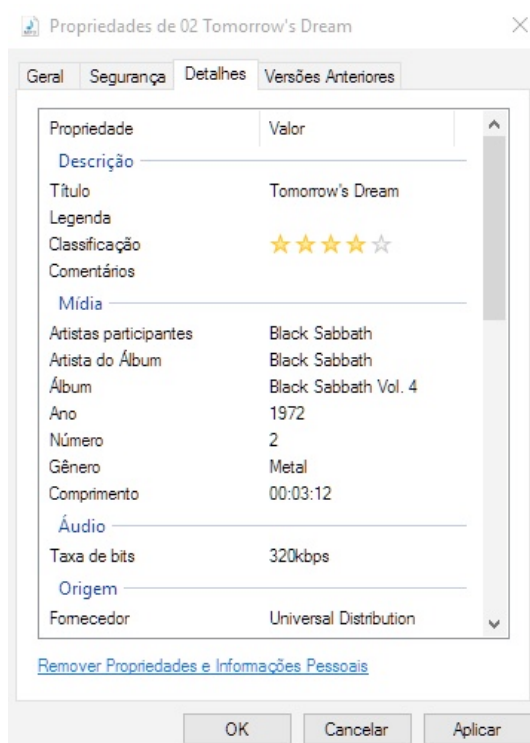 Propriedades de 02 Tomorrow's Dream
Geral Segurança Detalhes Versões Anteriores
Propriedade Valor
Descrição
Título Tomorrow's Dream
Legenda
Classificação
Comentários
Mídia
Artistas participantes Black Sabbath
Artista do Álbum Black Sabbath
Álbum Black Sabbath Vol. 4
Ano 1972
Número 2
Gênero Metal
Comprimento 00:03:12
Áudio
Taxa de bits 320kbps
Origem
Fornecedor Universal Distribution
Remover Propriedades e Informações Pessoais
OK Cancelar Aplicar